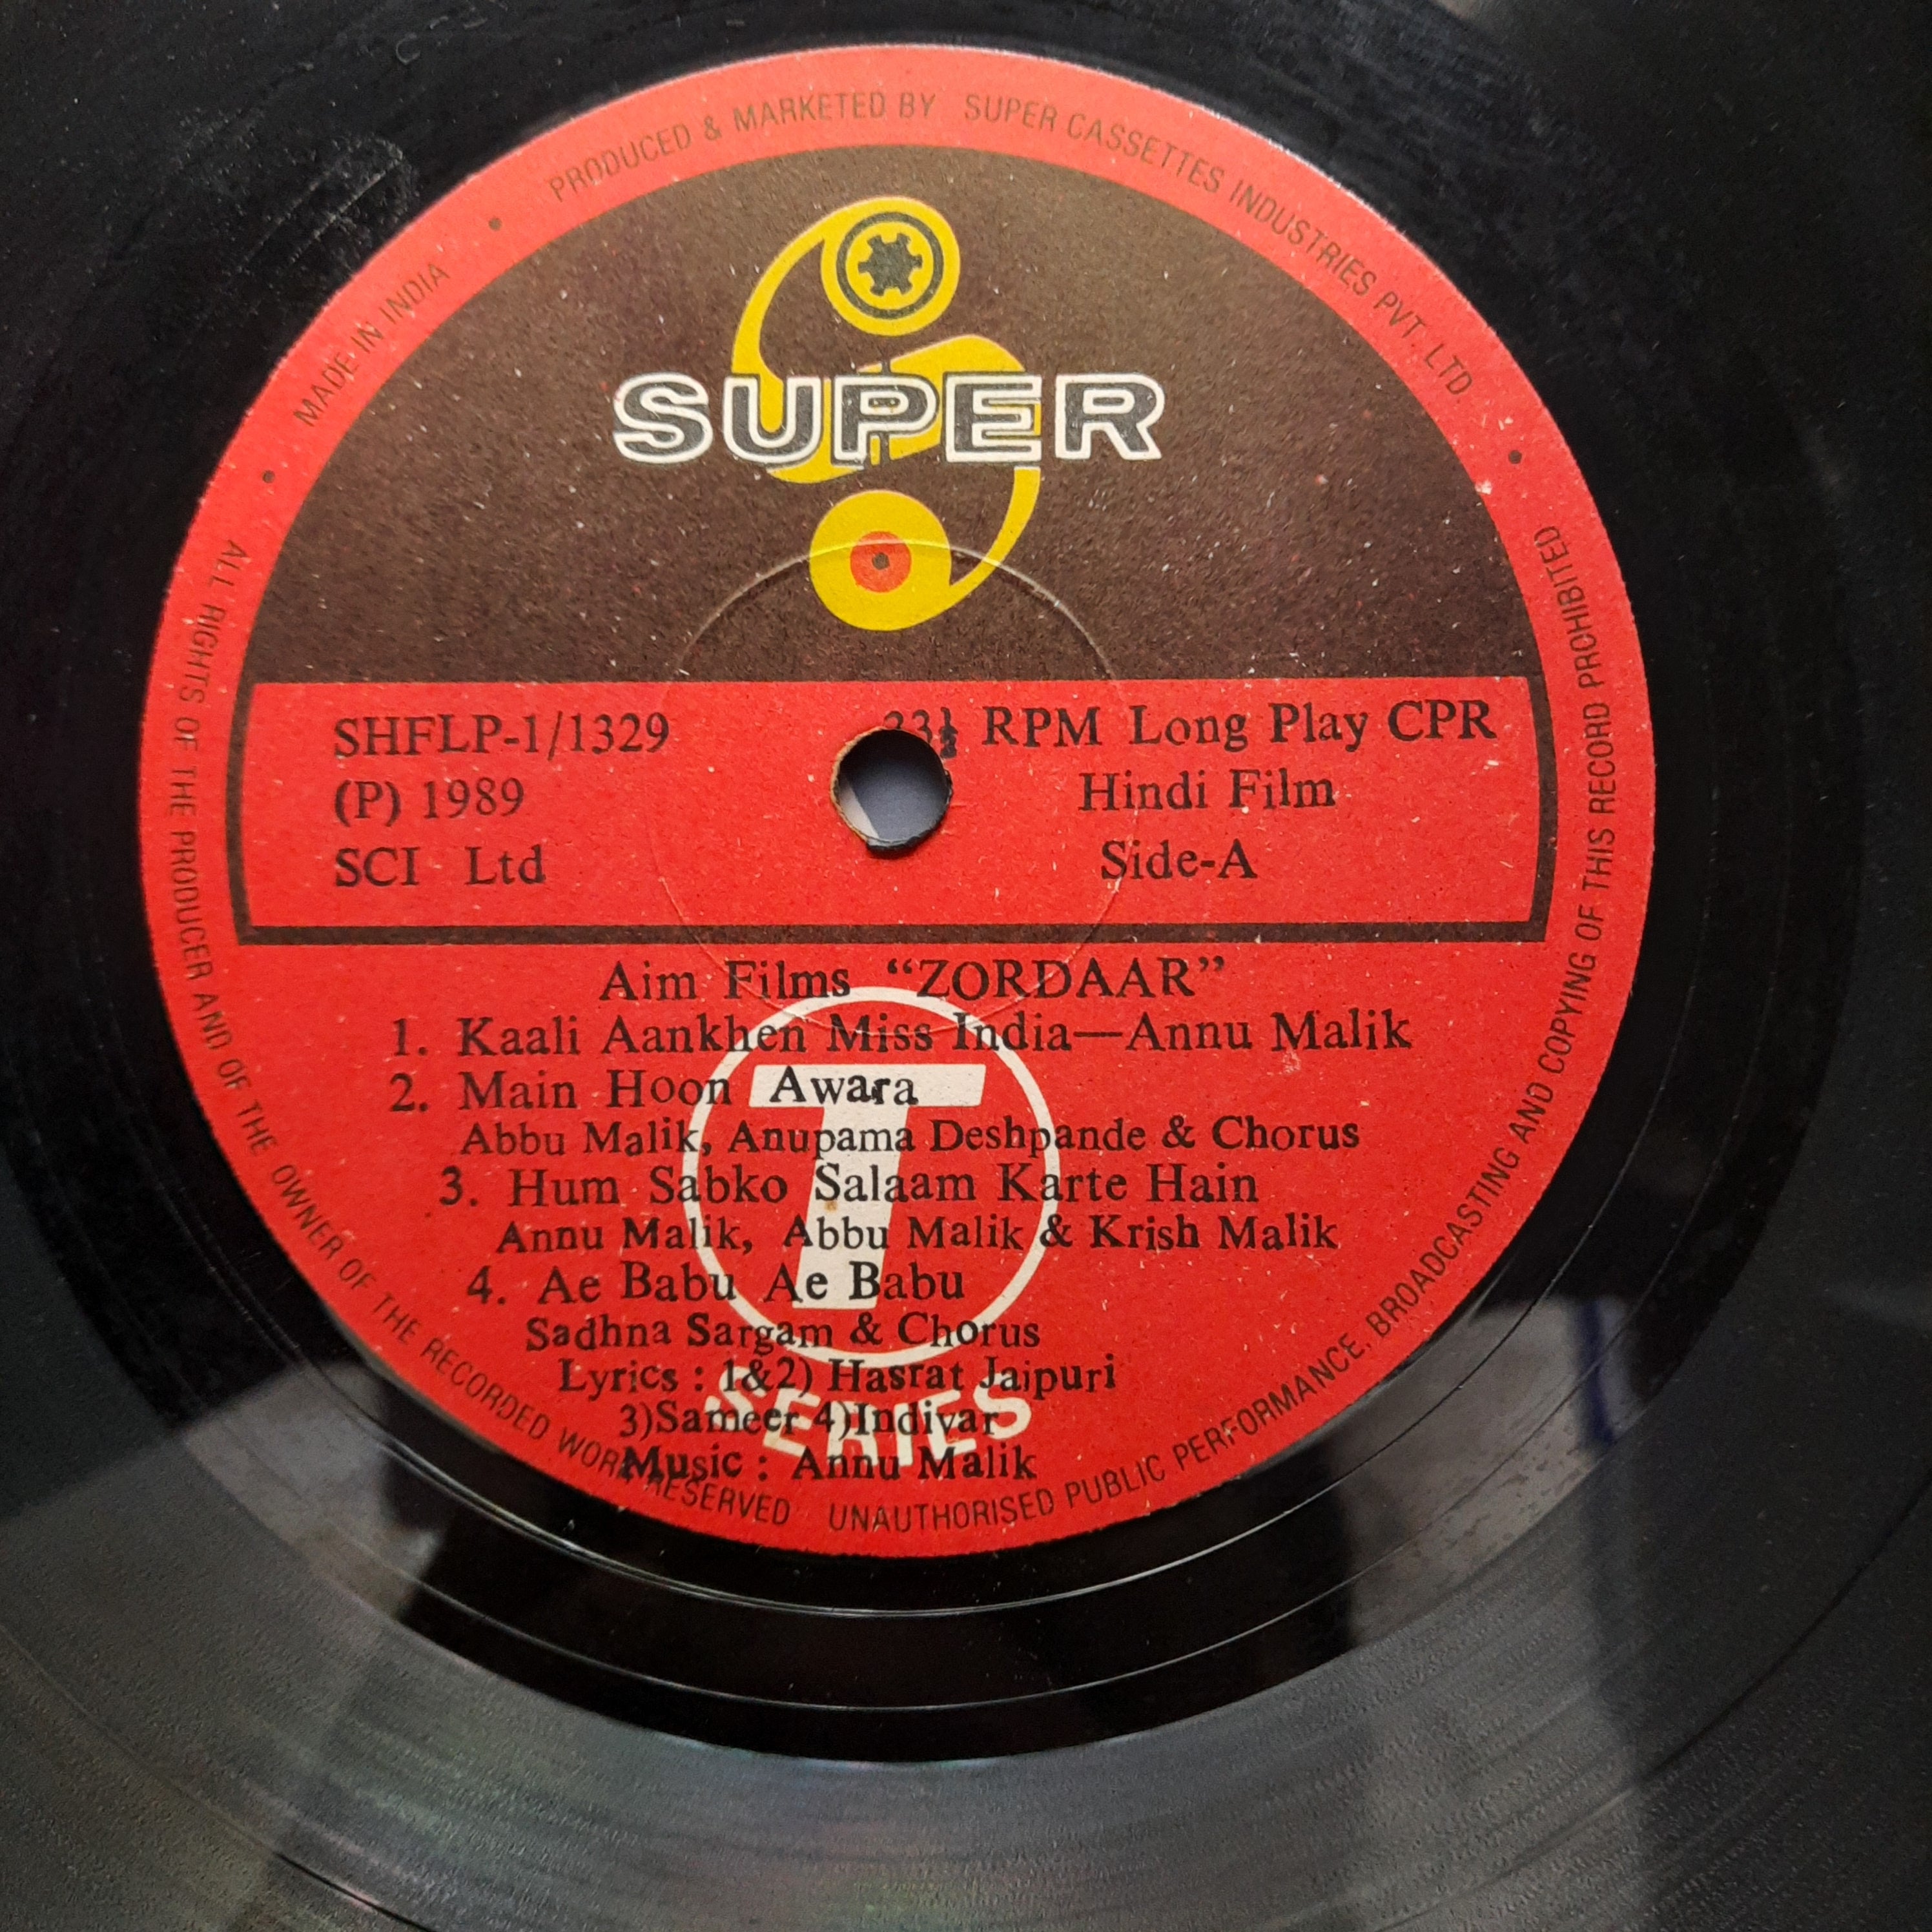 MADE IN INDIA • PRODUCED & MARKETED BY SUPER CASSETTES INDUSTRIES PVT. LTD. •
SUPER
SHFLP-1/1329
(P) 1989
SCI Ltd
33⅓ RPM Long Play CPR
Hindi Film
Side-A
Aim Films "ZORDAAR"
1. Kaali Aankhen Miss India—Annu Malik
2. Main Hoon Awara
Abbu Malik, Anupama Deshpande & Chorus
3. Hum Sabko Salaam Karte Hain
Annu Malik, Abbu Malik & Krish Malik
4. Ae Babu Ae Babu
Sadhna Sargam & Chorus
Lyrics : 1&2) Hasrat Jaipuri
3)Sameer 4)Indivar
Music : Annu Malik
T
SERIES
• ALL RIGHTS OF THE PRODUCER AND OF THE OWNER OF THE RECORDED WORK RESERVED UNAUTHORISED PUBLIC PERFORMANCE, BROADCASTING AND COPYING OF THIS RECORD PROHIBITED